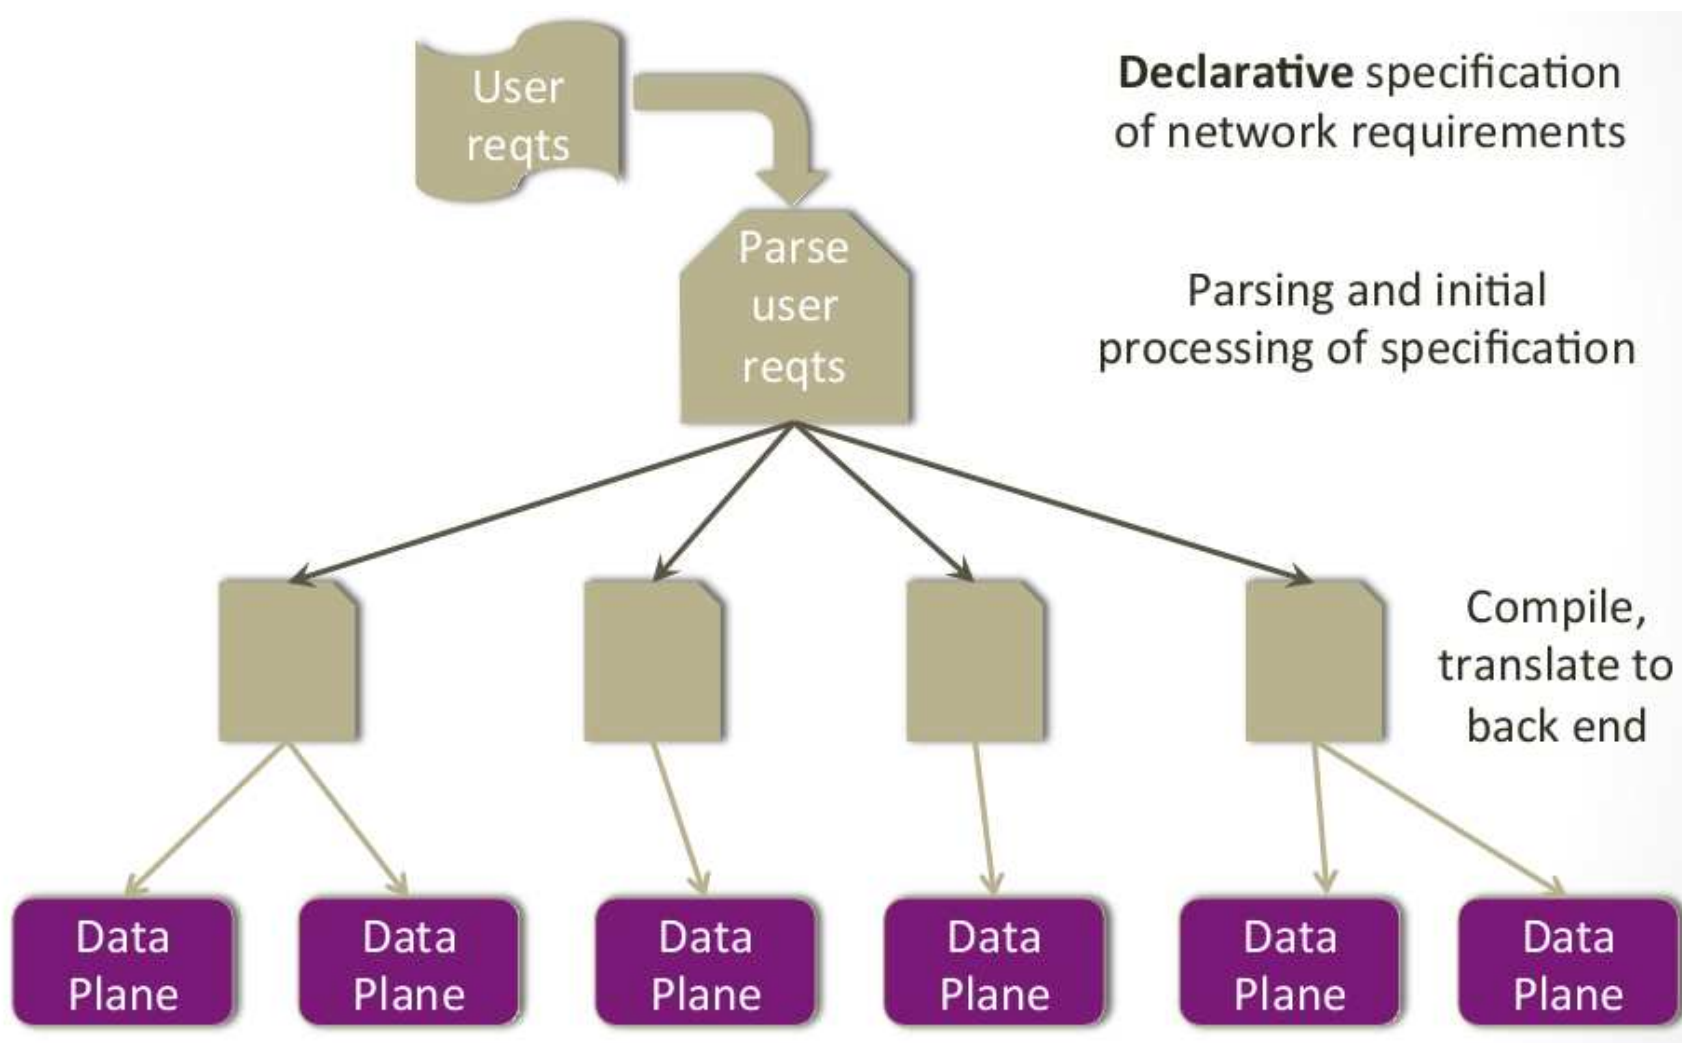 User
reqts
Declarative specification
of network requirements
Parse
user
reqts
Parsing and initial
processing of specification
Compile,
translate to
back end
Data
Plane
Data
Plane
Data
Plane
Data
Plane
Data
Plane
Data
Plane